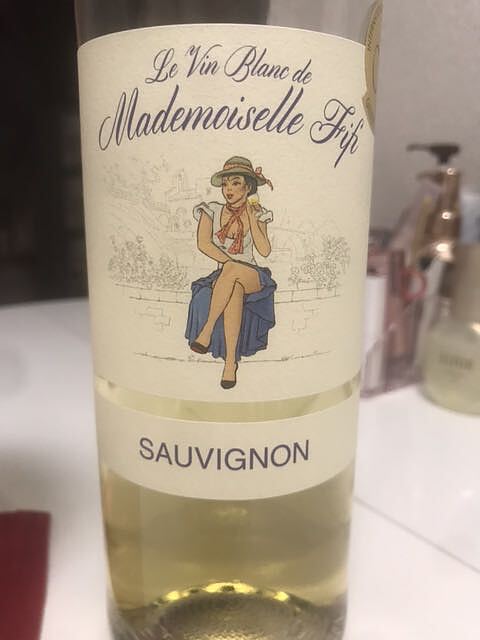 Le Vin Blanc de
Mademoiselle Fifi
SAUVIGNON